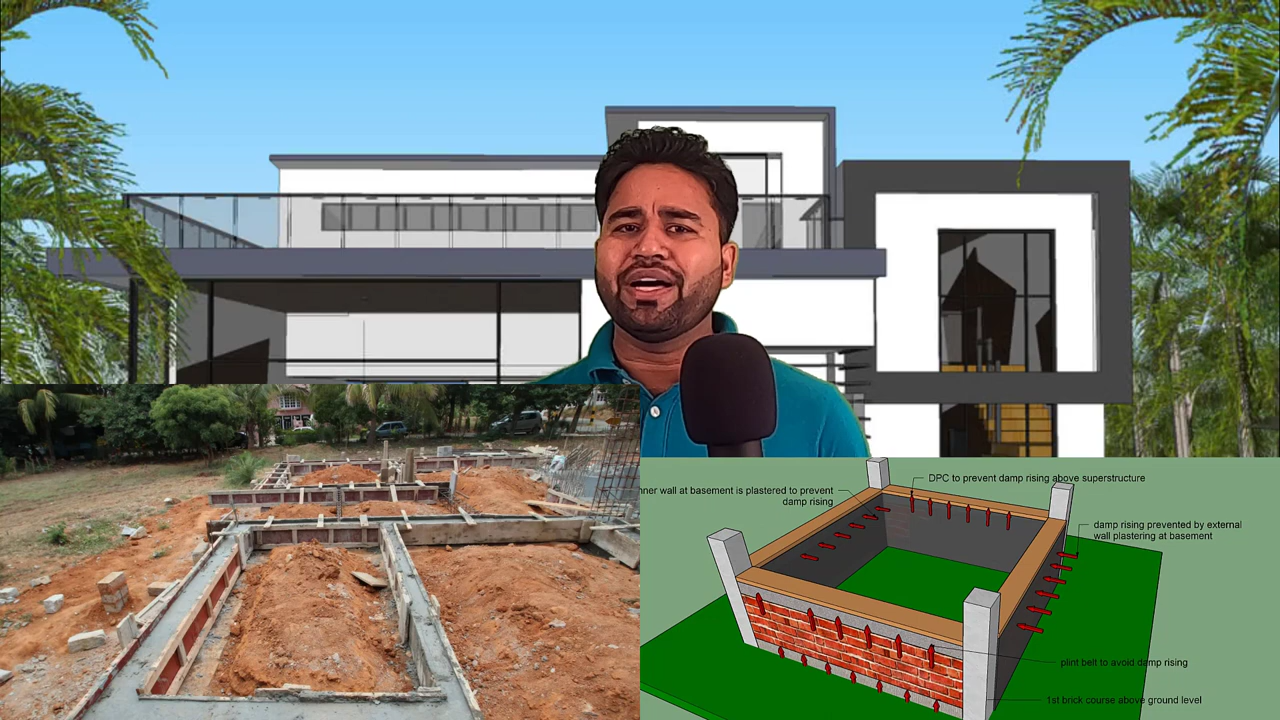 DPC to prevent damp rising above superstructure
nner wall at basement is plastered to prevent
damp rising
damp rising prevented by external
wall plastering at basement
plint belt to avoid damp rising
1st brick course above ground level